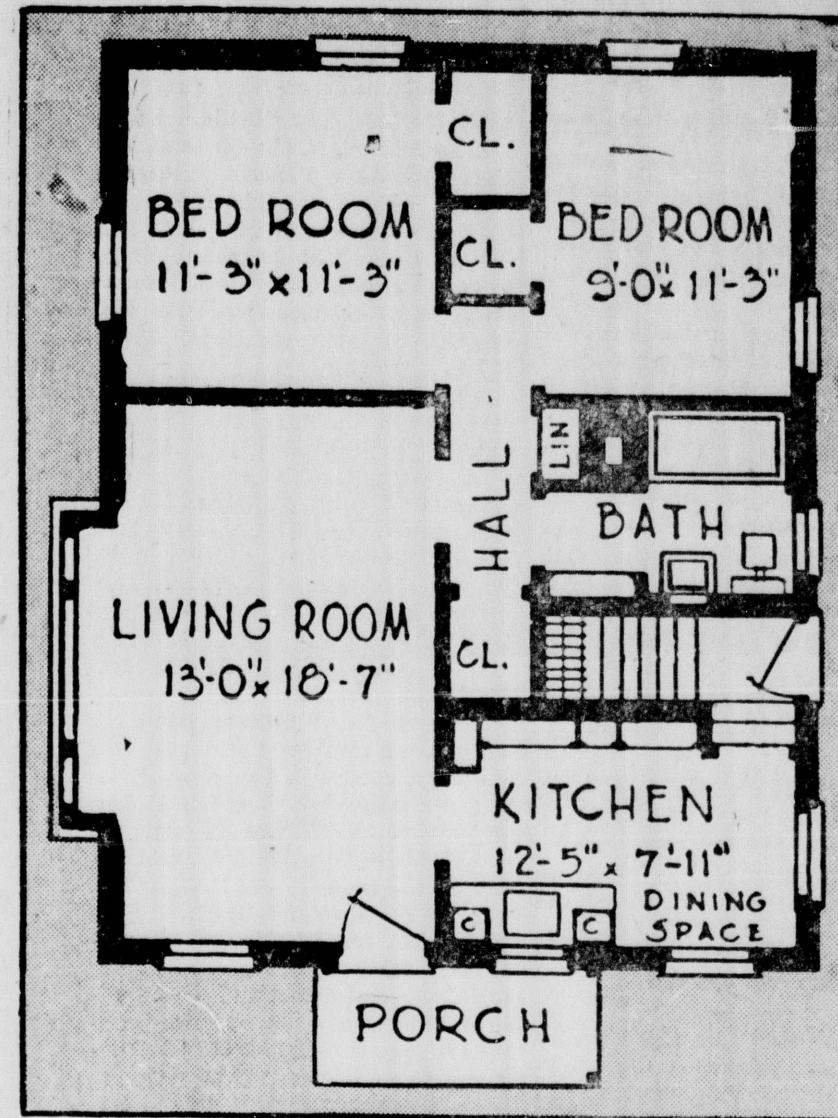 CL.
BED ROOM
11'-3" x 11'-3"
CL.
BED ROOM
9'-0" x 11'-3"
LIN
HALL
BATH
LIVING ROOM
13'-0" x 18'-7"
CL.
KITCHEN
12'-5" x 7'-11"
DINING
SPACE
C
C
PORCH